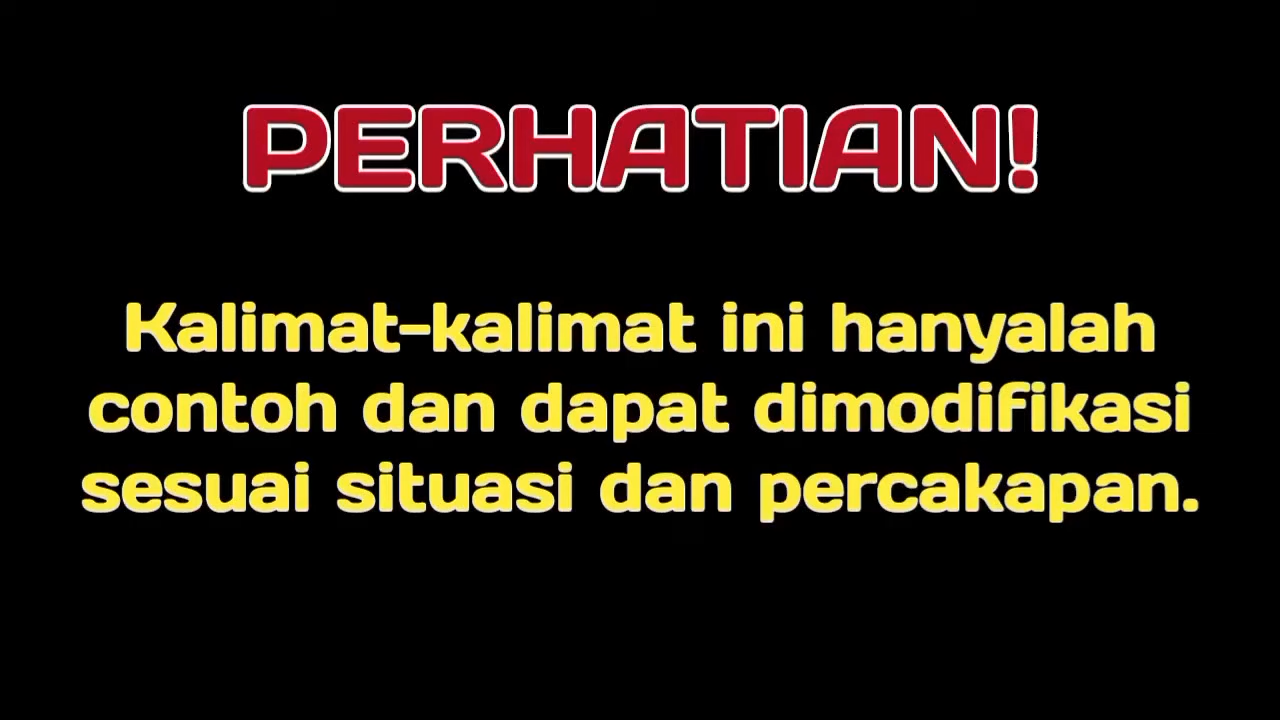 PERHATIAN!
Kalimat-kalimat ini hanyalah
contoh dan dapat dimodifikasi
sesuai situasi dan percakapan.